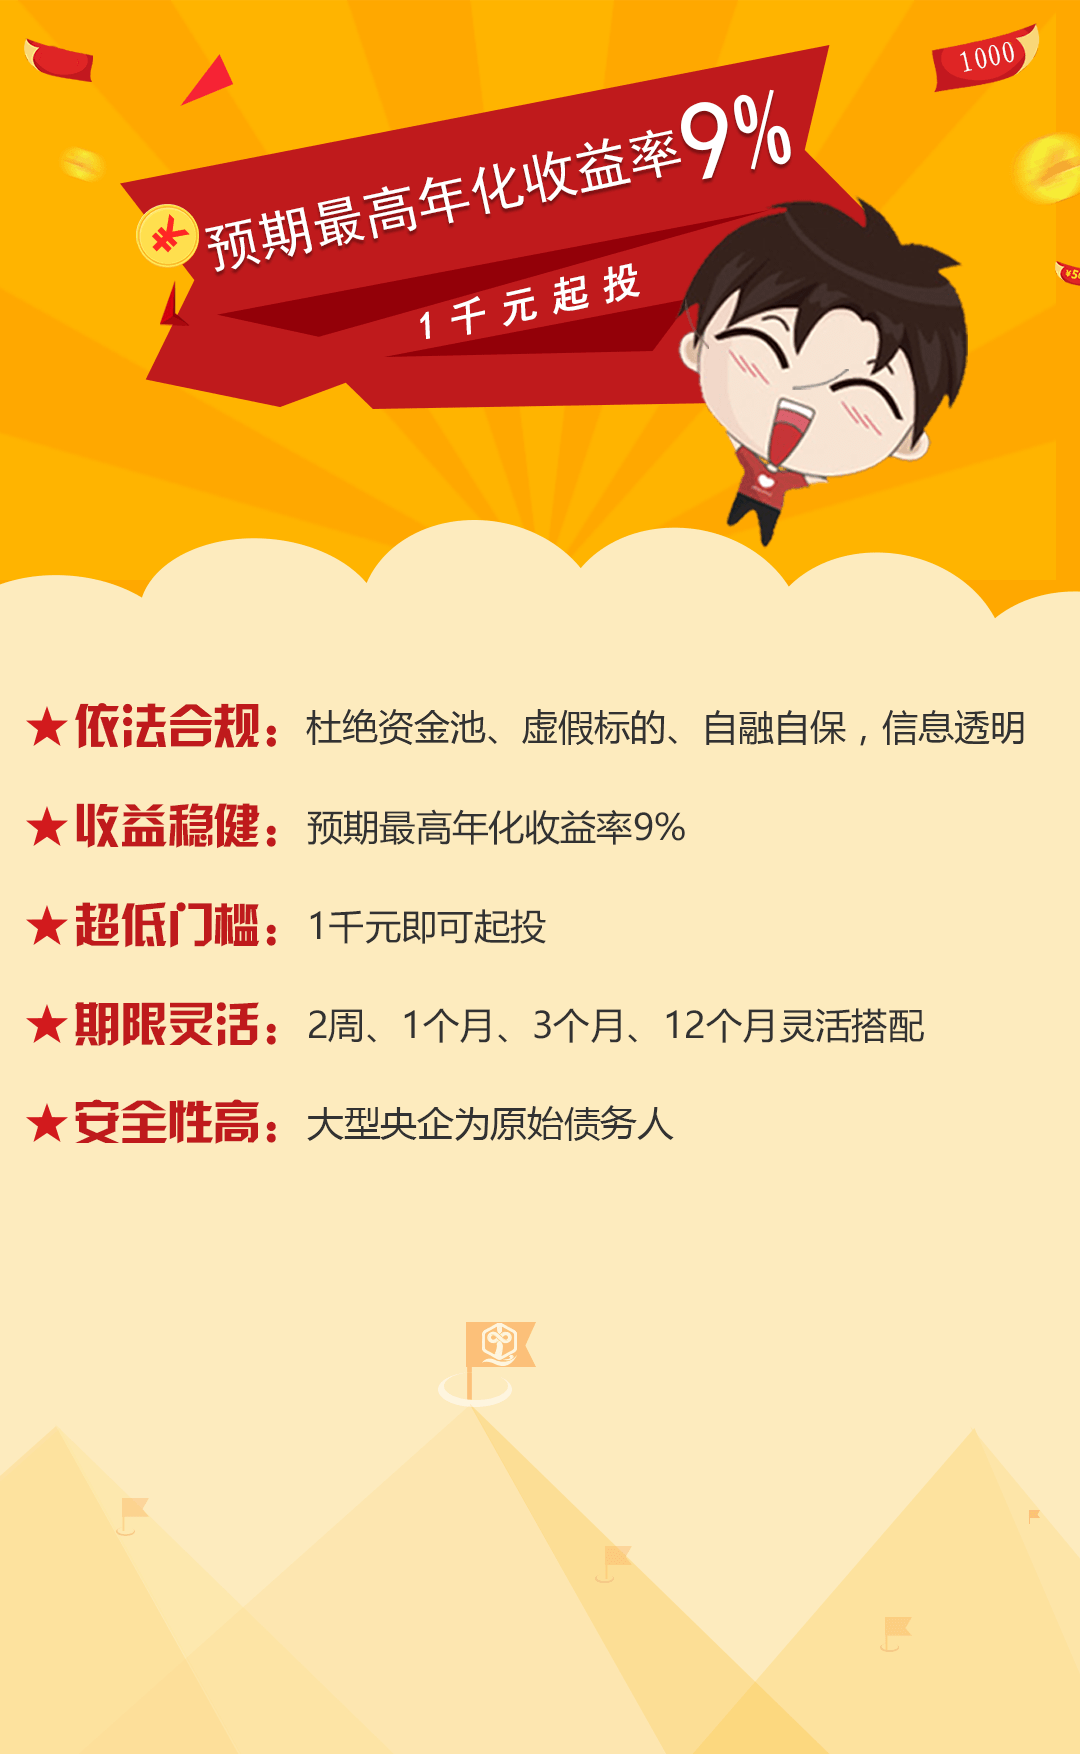 1000
预期最高年化收益率9%
¥
¥50
1千元起投
★依法合规：杜绝资金池、虚假标的、自融自保，信息透明
★收益稳健：预期最高年化收益率9%
★超低门槛：1千元即可起投
★期限灵活：2周、1个月、3个月、12个月灵活搭配
★安全性高：大型央企为原始债务人